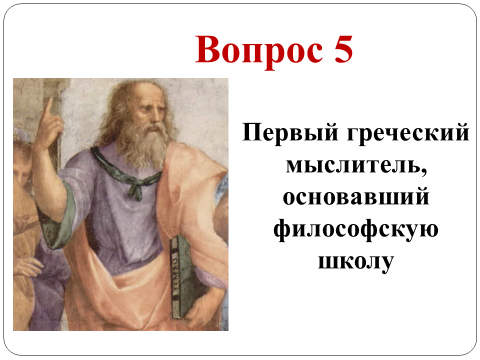 Вопрос 5
Первый греческий
мыслитель,
основавший
философскую
школу